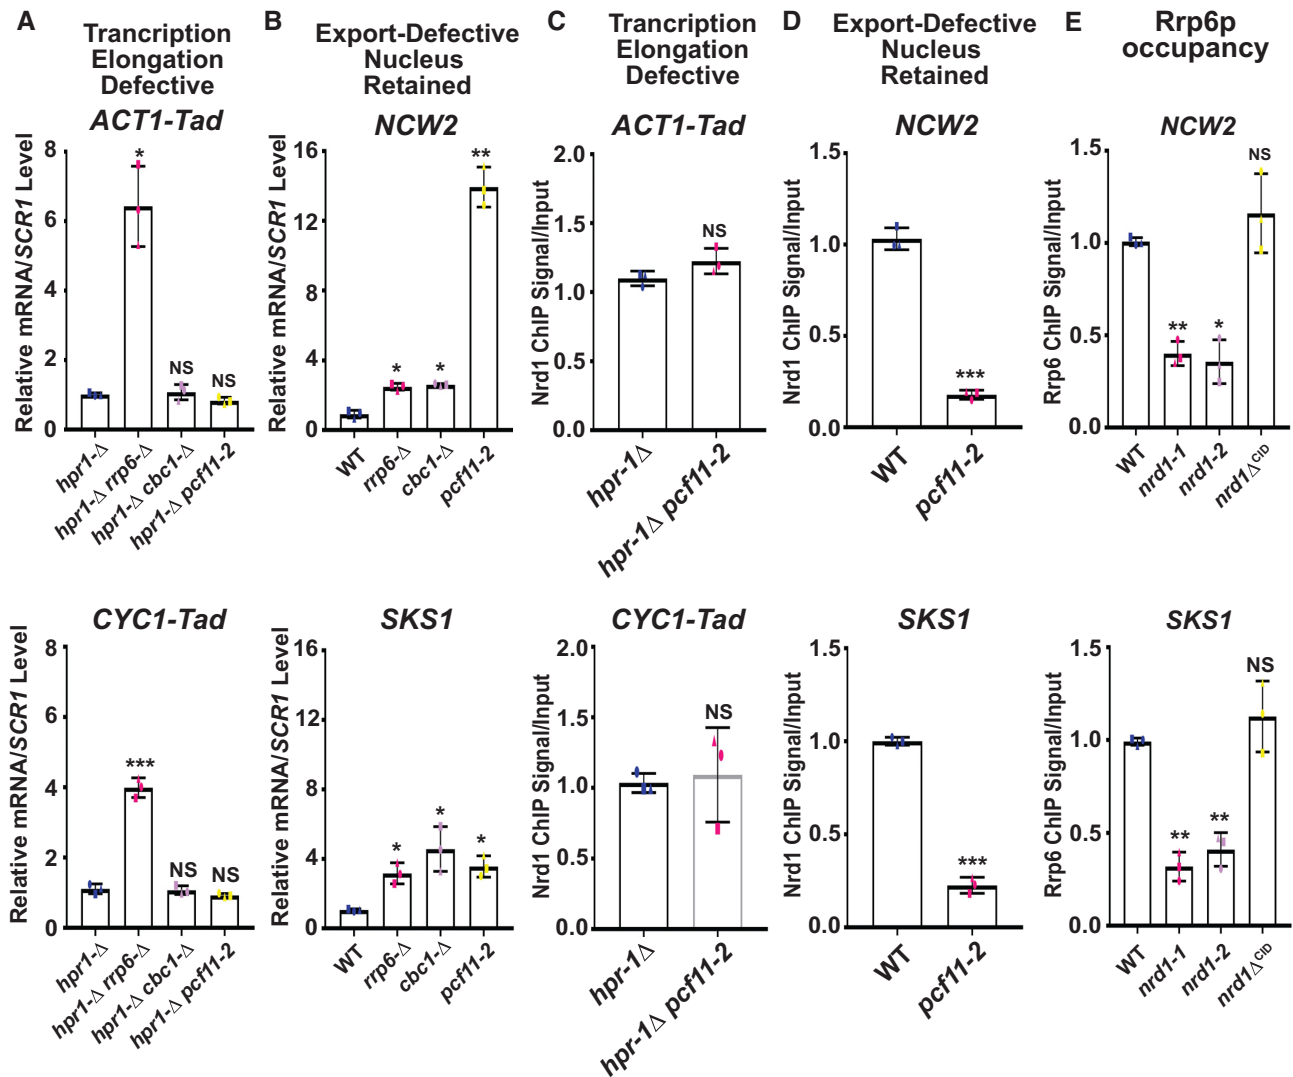 A
Trancription
Elongation
Defective
ACT1-Tad
Relative mRNA/SCR1 Level
8
6
4
2
0
*
NS
NS
hpr1-Δ
hpr1-Δ rrp6-Δ
hpr1-Δ cbc1-Δ
hpr1-Δ pcf11-2
B
Export-Defective
Nucleus
Retained
NCW2
Relative mRNA/SCR1 Level
16
12
8
4
0
*
*
**
WT
rrp6-Δ
cbc1-Δ
pcf11-2
C
Trancription
Elongation
Defective
ACT1-Tad
Nrd1 ChIP Signal/Input
2.0
1.5
1.0
0.5
0.0
NS
hpr-1Δ
hpr-1Δ pcf11-2
D
Export-Defective
Nucleus
Retained
NCW2
Nrd1 ChIP Signal/Input
1.5
1.0
0.5
0.0
***
WT
pcf11-2
E
Rrp6p
occupancy
NCW2
Rrp6 ChIP Signal/Input
1.5
1.0
0.5
0.0
**
*
NS
WT
nrd1-1
nrd1-2
nrd1Δᶜᴵᴰ
CYC1-Tad
Relative mRNA/SCR1 Level
8
6
4
2
0
***
NS
NS
hpr1-Δ
hpr1-Δ rrp6-Δ
hpr1-Δ cbc1-Δ
hpr1-Δ pcf11-2
SKS1
Relative mRNA/SCR1 Level
16
12
8
4
0
*
*
*
WT
rrp6-Δ
cbc1-Δ
pcf11-2
CYC1-Tad
Nrd1 ChIP Signal/Input
2.0
1.5
1.0
0.5
0.0
NS
hpr-1Δ
hpr-1Δ pcf11-2
SKS1
Nrd1 ChIP Signal/Input
1.5
1.0
0.5
0.0
***
WT
pcf11-2
SKS1
Rrp6 ChIP Signal/Input
1.5
1.0
0.5
0.0
**
**
NS
WT
nrd1-1
nrd1-2
nrd1Δᶜᴵᴰ